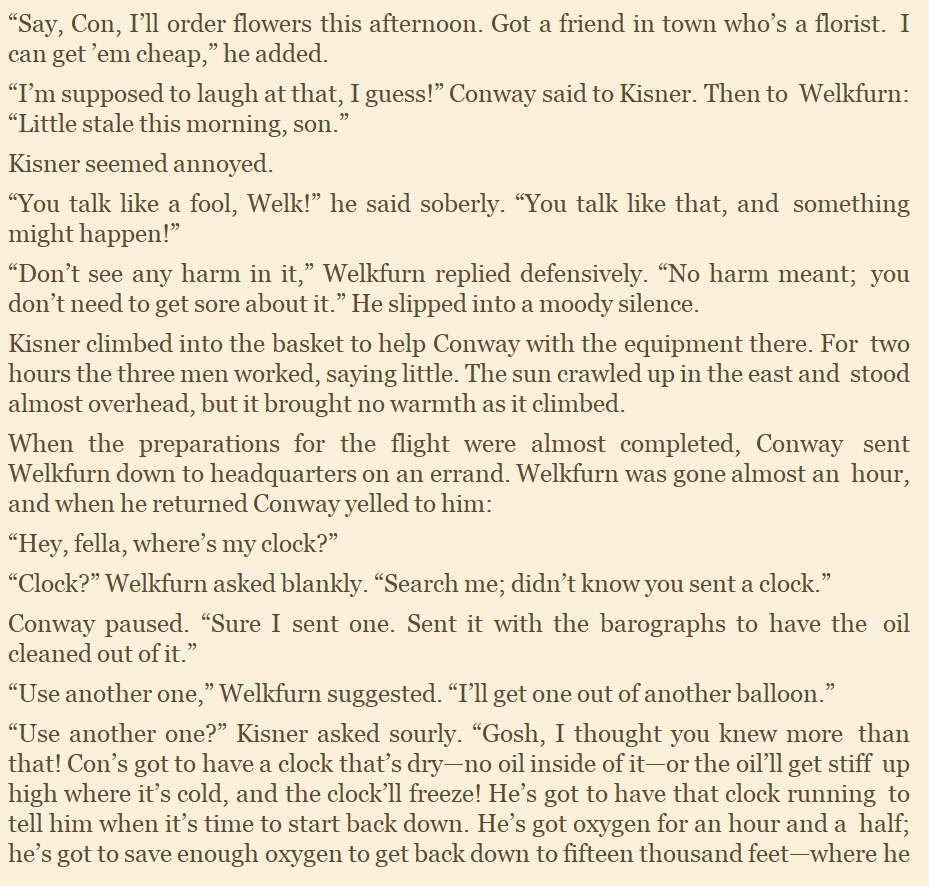 “Say, Con, I’ll order flowers this afternoon. Got a friend in town who’s a florist. I
can get ’em cheap,” he added.
“I’m supposed to laugh at that, I guess!” Conway said to Kisner. Then to Welkfurn:
“Little stale this morning, son.”
Kisner seemed annoyed.
“You talk like a fool, Welk!” he said soberly. “You talk like that, and something
might happen!”
“Don’t see any harm in it,” Welkfurn replied defensively. “No harm meant; you
don’t need to get sore about it.” He slipped into a moody silence.
Kisner climbed into the basket to help Conway with the equipment there. For two
hours the three men worked, saying little. The sun crawled up in the east and stood
almost overhead, but it brought no warmth as it climbed.
When the preparations for the flight were almost completed, Conway sent
Welkfurn down to headquarters on an errand. Welkfurn was gone almost an hour,
and when he returned Conway yelled to him:
“Hey, fella, where’s my clock?”
“Clock?” Welkfurn asked blankly. “Search me; didn’t know you sent a clock.”
Conway paused. “Sure I sent one. Sent it with the barographs to have the oil
cleaned out of it.”
“Use another one,” Welkfurn suggested. “I’ll get one out of another balloon.”
“Use another one?” Kisner asked sourly. “Gosh, I thought you knew more than
that! Con’s got to have a clock that’s dry—no oil inside of it—or the oil’ll get stiff up
high where it’s cold, and the clock’ll freeze! He’s got to have that clock running to
tell him when it’s time to start back down. He’s got oxygen for an hour and a half;
he’s got to save enough oxygen to get back down to fifteen thousand feet—where he